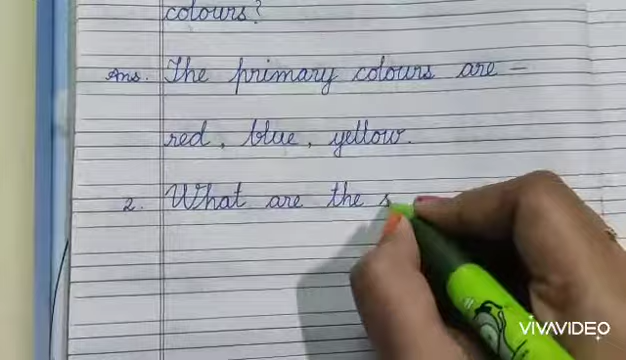 colours?
Ans. The primary colours are –
red, blue, yellow.
2. What are the s
VIVAVIDEO